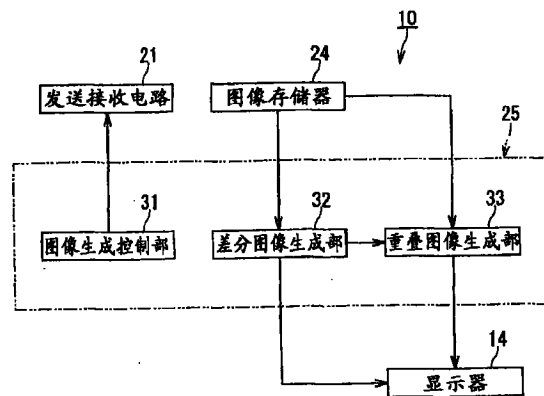 10
21
24
发送接收电路
图像存储器
25
31
32
33
图像生成控制部
差分图像生成部
重叠图像生成部
14
显示器